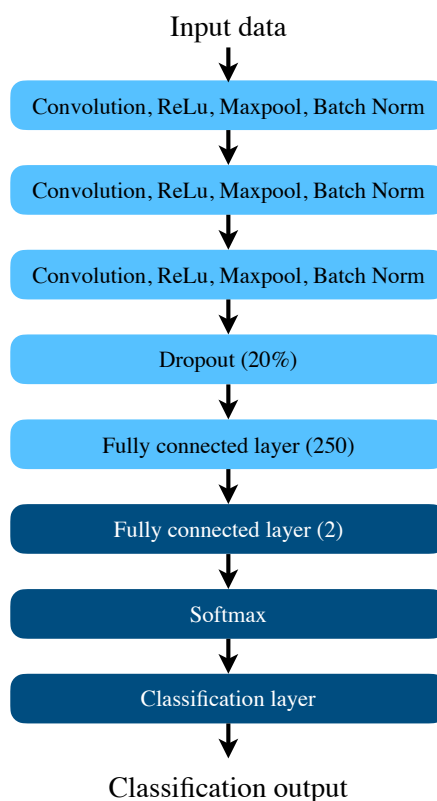 Input data
Convolution, ReLu, Maxpool, Batch Norm
Convolution, ReLu, Maxpool, Batch Norm
Convolution, ReLu, Maxpool, Batch Norm
Dropout (20%)
Fully connected layer (250)
Fully connected layer (2)
Softmax
Classification layer
Classification output